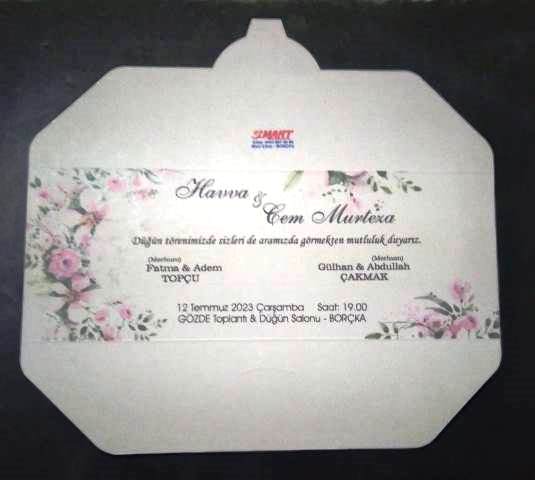 SMART
Havva
&
Cem Murteza
Düğün törenimizde sizleri de aramızda görmekten mutluluk duyarız.
(Merhum)
Fatma & Adem
TOPÇU
(Merhum)
Gülhan & Abdullah
ÇAKMAK
12 Temmuz 2023 Çarşamba Saat: 19.00
GÖZDE Toplantı & Düğün Salonu - BORÇKA